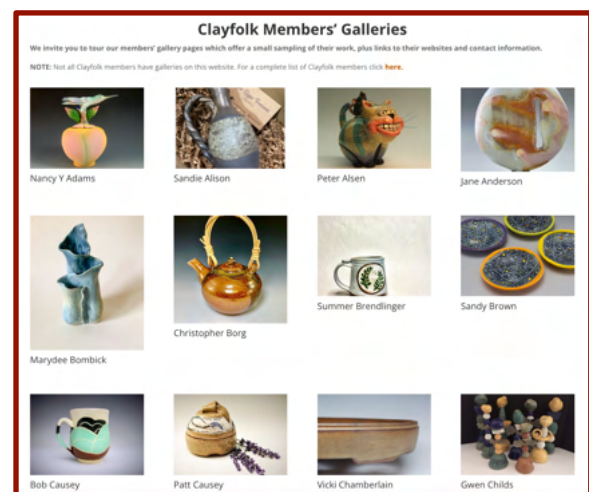 Clayfolk Members' Galleries
We invite you to tour our members' gallery pages which offer a small sampling of their work, plus links to their websites and contact information.
NOTE: Not all Clayfolk members have galleries on this website. For a complete list of Clayfolk members click here.
Nancy Y Adams
Sandie Alison
Peter Alsen
Jane Anderson
Marydee Bombick
Christopher Borg
Summer Brendlinger
Sandy Brown
Bob Causey
Patt Causey
Vicki Chamberlain
Gwen Childs